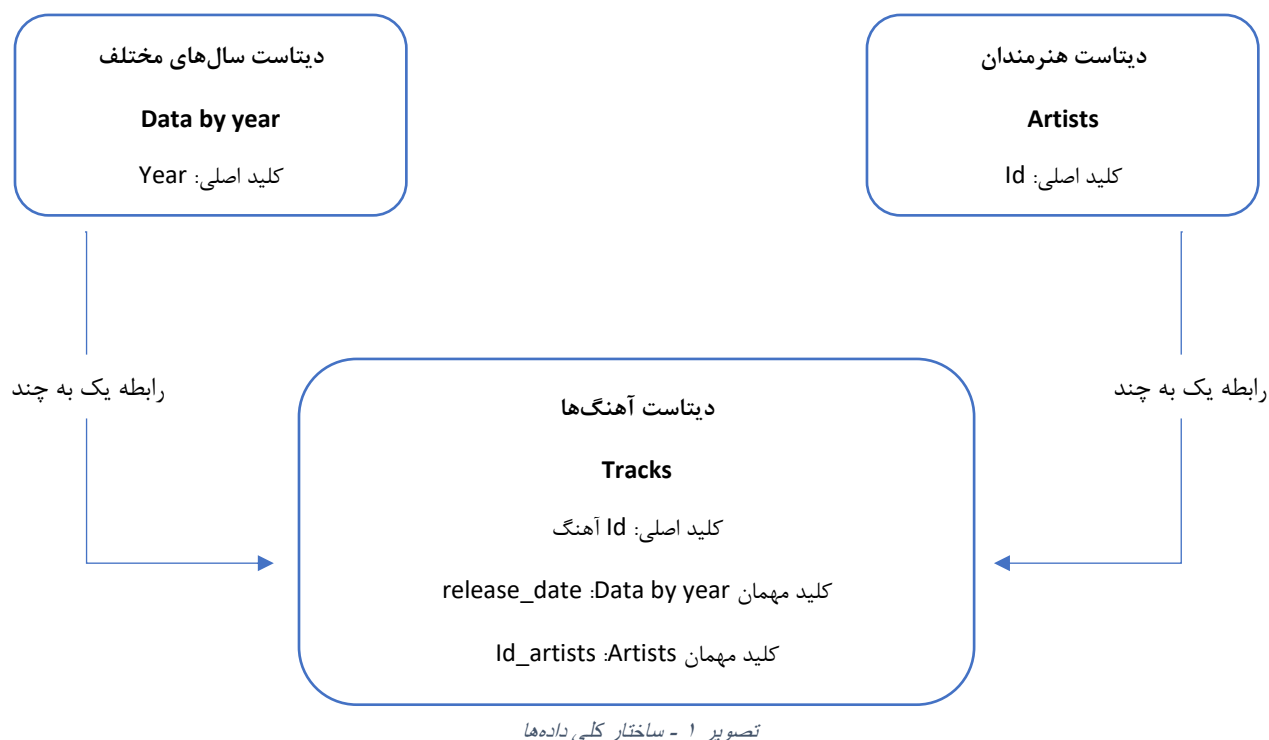 دیتاست هنرمندان
Artists
کلید اصلی: Id
دیتاست سال‌های مختلف
Data by year
کلید اصلی: Year
رابطه یک به چند
رابطه یک به چند
دیتاست آهنگ‌ها
Tracks
کلید اصلی: Id آهنگ
کلید مهمان Data by year: release_date
کلید مهمان Artists: Id_artists
تصویر ۱ - ساختار کلی داده‌ها